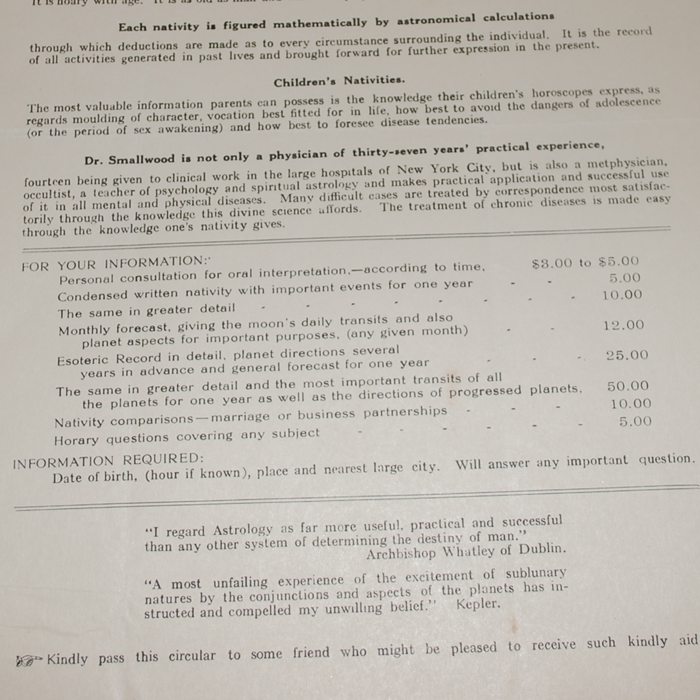 It is hoary with age. It is as old as man
Each nativity is figured mathematically by astronomical calculations
through which deductions are made as to every circumstance surrounding the individual. It is the record
of all activities generated in past lives and brought forward for further expression in the present.
Children's Nativities.
The most valuable information parents can possess is the knowledge their children's horoscopes express, as
regards moulding of character, vocation best fitted for in life, how best to avoid the dangers of adolescence
(or the period of sex awakening) and how best to foresee disease tendencies.
Dr. Smallwood is not only a physician of thirty-seven years' practical experience,
fourteen being given to clinical work in the large hospitals of New York City, but is also a metphysician,
occultist, a teacher of psychology and spiritual astrology and makes practical application and successful use
of it in all mental and physical diseases. Many difficult cases are treated by correspondence most satisfac-
torily through the knowledge this divine science affords. The treatment of chronic diseases is made easy
through the knowledge one's nativity gives.
FOR YOUR INFORMATION:
Personal consultation for oral interpretation,—according to time, $3.00 to $5.00
Condensed written nativity with important events for one year - - 5.00
The same in greater detail - - - - - - - 10.00
Monthly forecast, giving the moon's daily transits and also
planet aspects for important purposes, (any given month) - - 12.00
Esoteric Record in detail, planet directions several
years in advance and general forecast for one year - - - 25.00
The same in greater detail and the most important transits of all
the planets for one year as well as the directions of progressed planets, 50.00
Nativity comparisons—marriage or business partnerships - - - 10.00
Horary questions covering any subject - - - - - 5.00
INFORMATION REQUIRED:
Date of birth, (hour if known), place and nearest large city. Will answer any important question.
"I regard Astrology as far more useful, practical and successful
than any other system of determining the destiny of man."
Archbishop Whatley of Dublin.
"A most unfailing experience of the excitement of sublunary
natures by the conjunctions and aspects of the planets has in-
structed and compelled my unwilling belief." Kepler.
Kindly pass this circular to some friend who might be pleased to receive such kindly aid